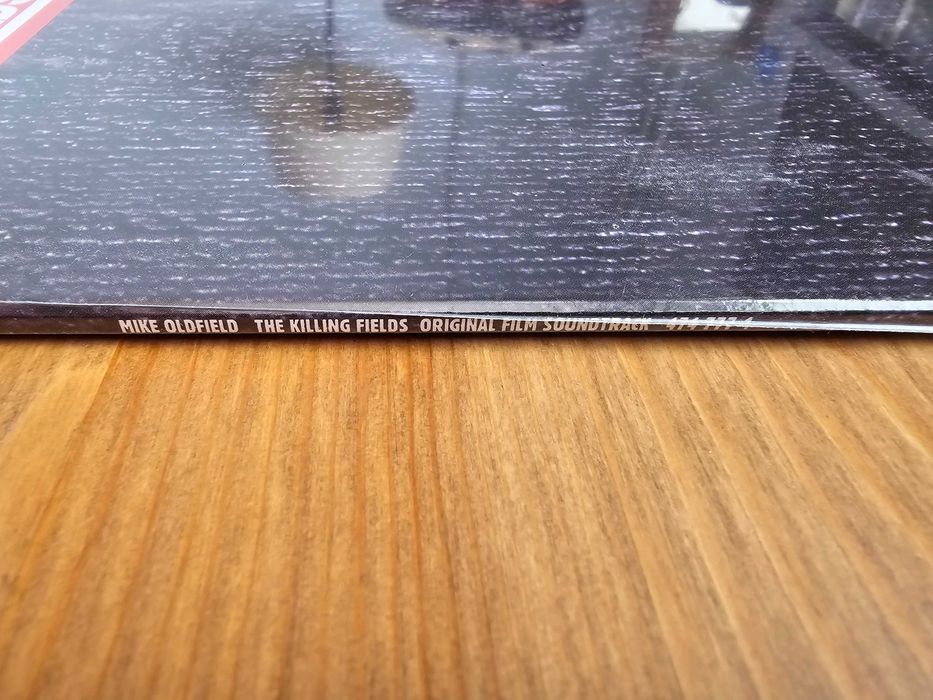 MIKE OLDFIELD THE KILLING FIELDS ORIGINAL FILM SOUNDTRACK